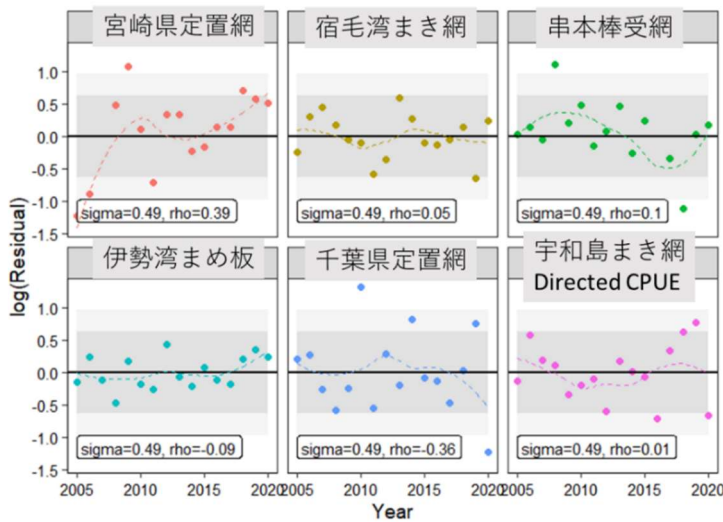 宮崎県定置網
宿毛湾まき網
串本棒受網
1.0
0.5
0.0
-0.5
-1.0
-1.5
sigma=0.49, rho=0.39
sigma=0.49, rho=0.05
sigma=0.49, rho=0.1
log(Residual)
伊勢湾まめ板
千葉県定置網
宇和島まき網
Directed CPUE
1.0
0.5
0.0
-0.5
-1.0
-1.5
sigma=0.49, rho=-0.09
sigma=0.49, rho=-0.36
sigma=0.49, rho=0.01
2005 2010 2015 2020
2005 2010 2015 2020
2005 2010 2015 2020
Year